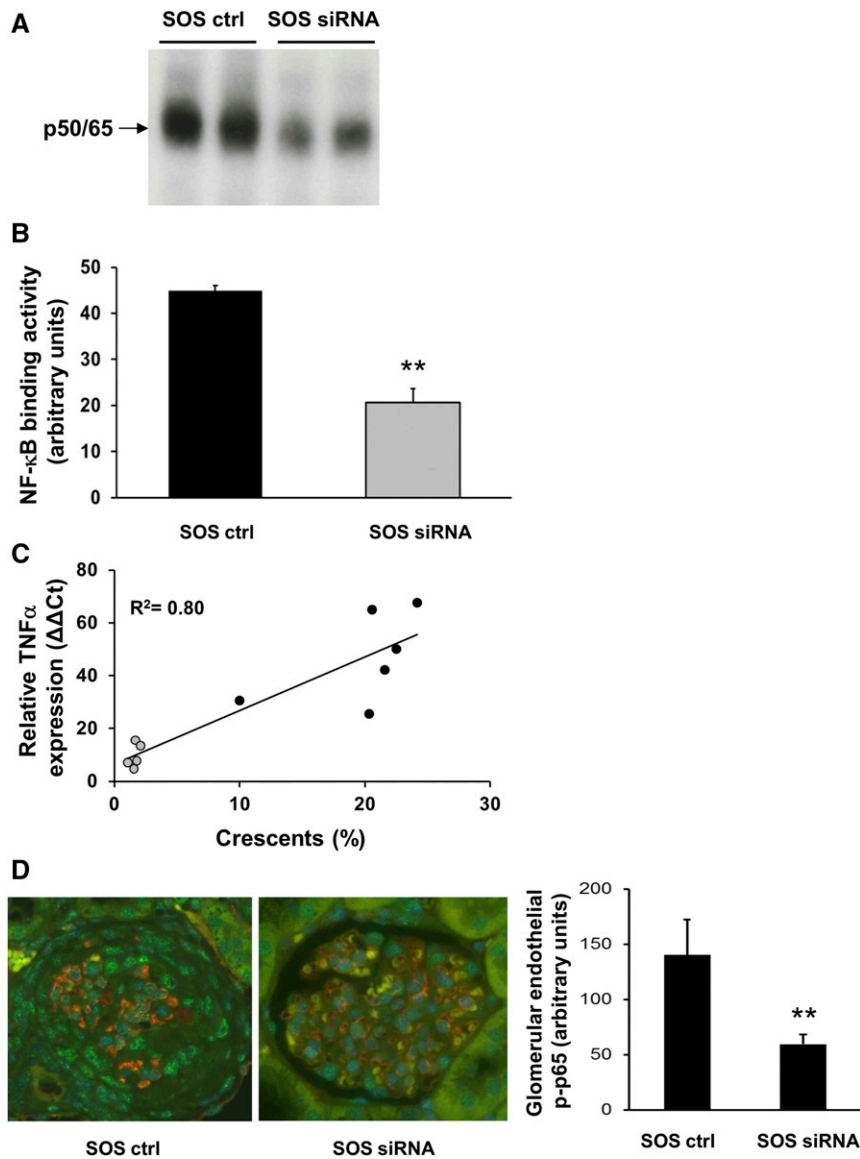 A
SOS ctrl SOS siRNA
p50/65
B
NF-κB binding activity
(arbitrary units)
50
40
30
20
10
0
**
SOS ctrl SOS siRNA
C
Relative TNFα
expression (ΔΔCt)
80
60
40
20
0
R²= 0.80
0 10 20 30
Crescents (%)
D
SOS ctrl SOS siRNA
Glomerular endothelial
p-p65 (arbitrary units)
200
150
100
50
0
**
SOS ctrl SOS siRNA